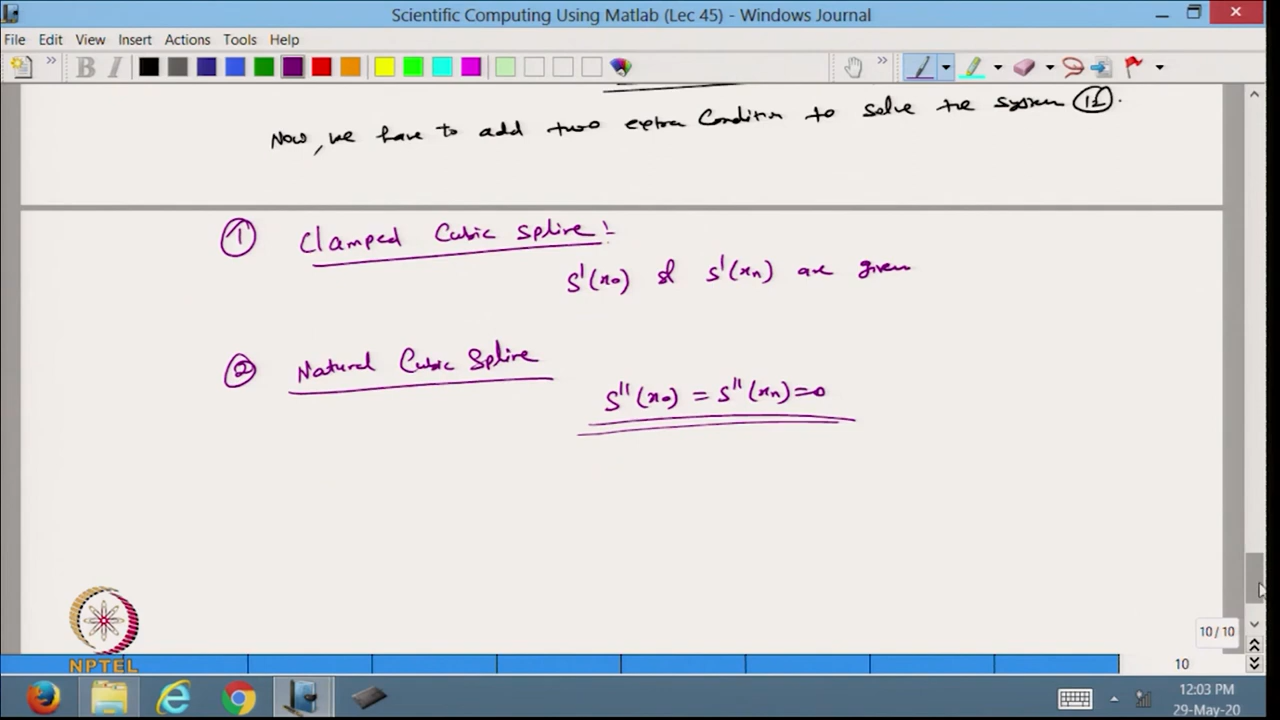 Scientific Computing Using Matlab (Lec 45) - Windows Journal
File Edit View Insert Actions Tools Help
Now, we have to add two extra Condition to solve the system
① Clamped Cubic Spline:
S'(x₀) & S'(xₙ) are given
② Natural Cubic Spline
S''(x₀) = S''(xₙ) = 0
10 / 10
NPTEL
10
12:03 PM
29-May-20